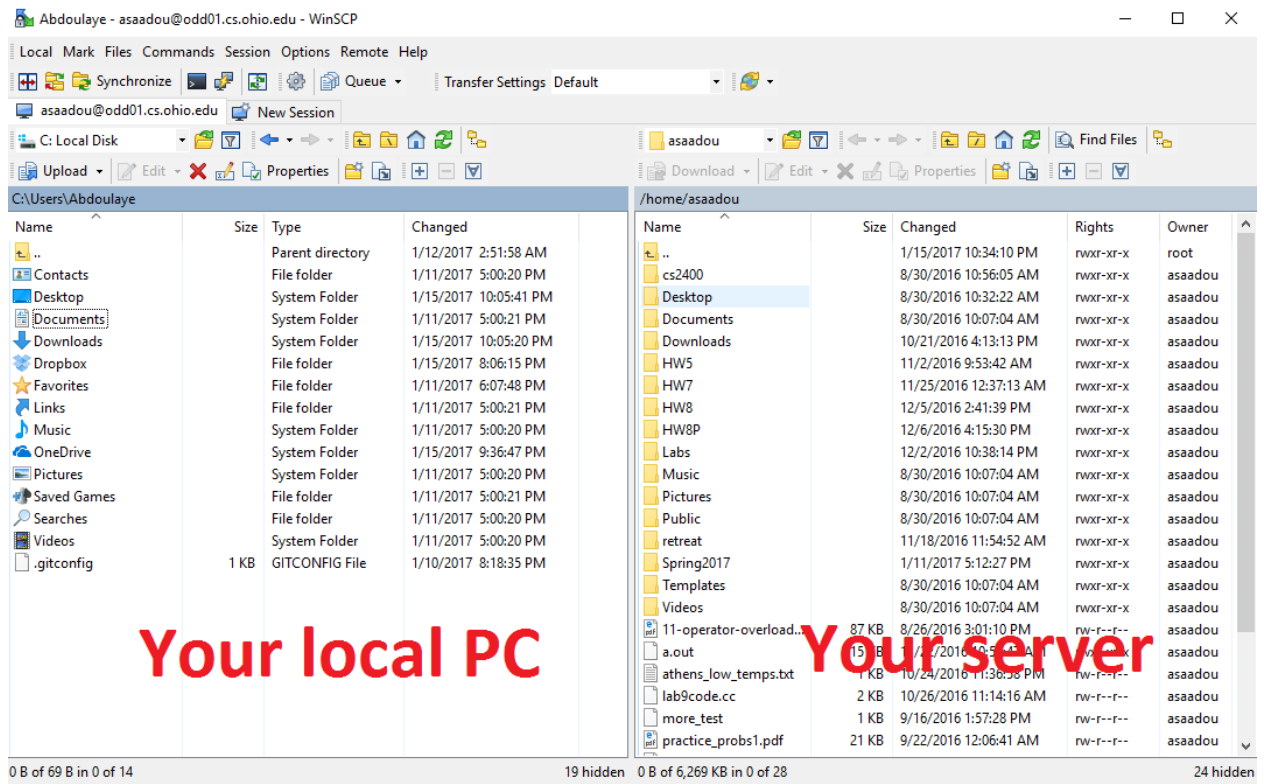 Abdoulaye - asaadou@odd01.cs.ohio.edu - WinSCP
Local Mark Files Commands Session Options Remote Help
Synchronize Queue Transfer Settings Default
asaadou@odd01.cs.ohio.edu New Session
C: Local Disk asaadou Find Files
Upload Edit Properties Download Edit Properties
C:\Users\Abdoulaye /home/asaadou
Name Size Type Changed Name Size Changed Rights Owner
.. Parent directory 1/12/2017 2:51:58 AM .. 1/15/2017 10:34:10 PM rwxr-xr-x root
Contacts File folder 1/11/2017 5:00:20 PM cs2400 8/30/2016 10:56:05 AM rwxr-xr-x asaadou
Desktop System Folder 1/15/2017 10:05:41 PM Desktop 8/30/2016 10:32:22 AM rwxr-xr-x asaadou
Documents System Folder 1/11/2017 5:00:21 PM Documents 8/30/2016 10:07:04 AM rwxr-xr-x asaadou
Downloads System Folder 1/15/2017 10:05:20 PM Downloads 10/21/2016 4:13:13 PM rwxr-xr-x asaadou
Dropbox File folder 1/15/2017 8:06:15 PM HW5 11/2/2016 9:53:42 AM rwxr-xr-x asaadou
Favorites File folder 1/11/2017 6:07:48 PM HW7 11/25/2016 12:37:13 AM rwxr-xr-x asaadou
Links File folder 1/11/2017 5:00:21 PM HW8 12/5/2016 2:41:39 PM rwxr-xr-x asaadou
Music System Folder 1/11/2017 5:00:20 PM HW8P 12/6/2016 4:15:30 PM rwxr-xr-x asaadou
OneDrive System Folder 1/15/2017 9:36:47 PM Labs 12/2/2016 10:38:14 PM rwxr-xr-x asaadou
Pictures System Folder 1/11/2017 5:00:20 PM Music 8/30/2016 10:07:04 AM rwxr-xr-x asaadou
Saved Games File folder 1/11/2017 5:00:21 PM Pictures 8/30/2016 10:07:04 AM rwxr-xr-x asaadou
Searches File folder 1/11/2017 5:00:20 PM Public 8/30/2016 10:07:04 AM rwxr-xr-x asaadou
Videos System Folder 1/11/2017 5:00:20 PM retreat 11/18/2016 11:54:52 AM rwxr-xr-x asaadou
.gitconfig 1 KB GITCONFIG File 1/10/2017 8:18:35 PM Spring2017 1/11/2017 5:12:27 PM rwxr-xr-x asaadou
Templates 8/30/2016 10:07:04 AM rwxr-xr-x asaadou
Videos 8/30/2016 10:07:04 AM rwxr-xr-x asaadou
11-operator-overload... 87 KB 8/26/2016 3:01:10 PM rw-r--r-- asaadou
Your local PC Your server
a.out asaadou
athens_low_temps.txt 1 KB 10/24/2016 11:36:58 PM rw-r--r-- asaadou
lab9code.cc 2 KB 10/26/2016 11:14:16 AM rw-r--r-- asaadou
more_test 1 KB 9/16/2016 1:57:28 PM rw-r--r-- asaadou
practice_probs1.pdf 21 KB 9/22/2016 12:06:41 AM rw-r--r-- asaadou
0 B of 69 B in 0 of 14 19 hidden 0 B of 6,269 KB in 0 of 28 24 hidden